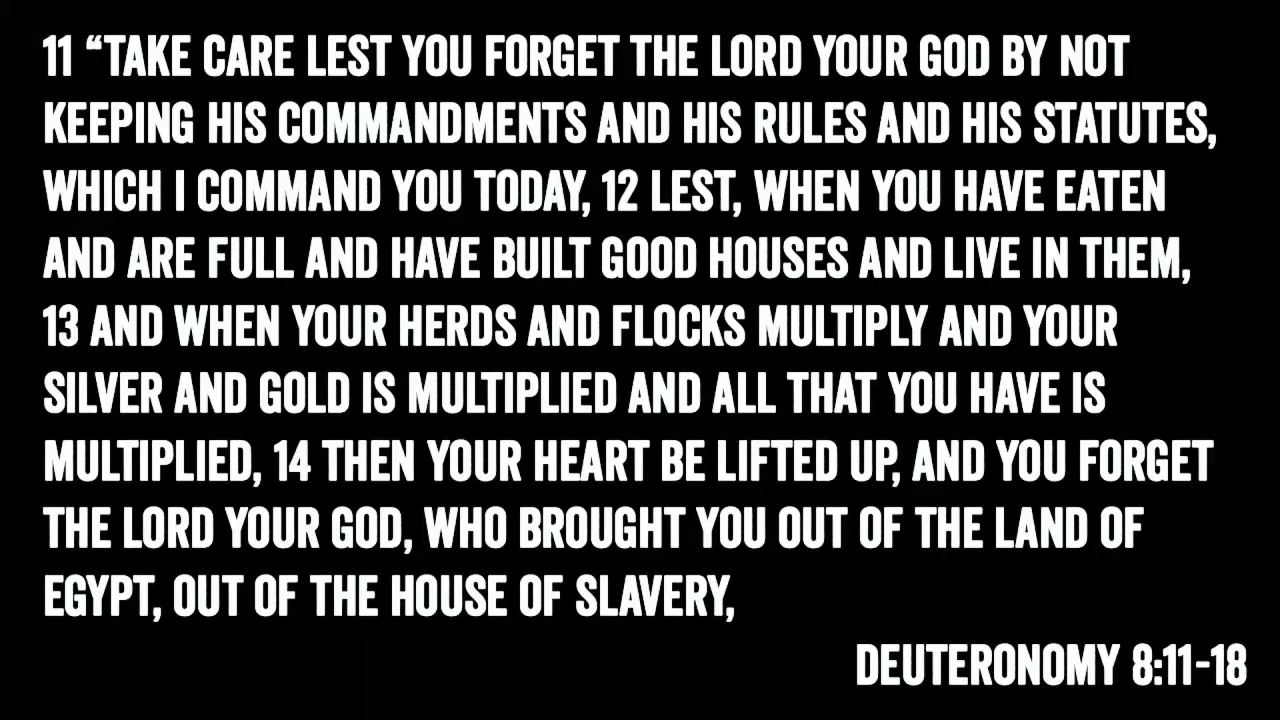 11 “TAKE CARE LEST YOU FORGET THE LORD YOUR GOD BY NOT
KEEPING HIS COMMANDMENTS AND HIS RULES AND HIS STATUTES,
WHICH I COMMAND YOU TODAY, 12 LEST, WHEN YOU HAVE EATEN
AND ARE FULL AND HAVE BUILT GOOD HOUSES AND LIVE IN THEM,
13 AND WHEN YOUR HERDS AND FLOCKS MULTIPLY AND YOUR
SILVER AND GOLD IS MULTIPLIED AND ALL THAT YOU HAVE IS
MULTIPLIED, 14 THEN YOUR HEART BE LIFTED UP, AND YOU FORGET
THE LORD YOUR GOD, WHO BROUGHT YOU OUT OF THE LAND OF
EGYPT, OUT OF THE HOUSE OF SLAVERY,
DEUTERONOMY 8:11-18